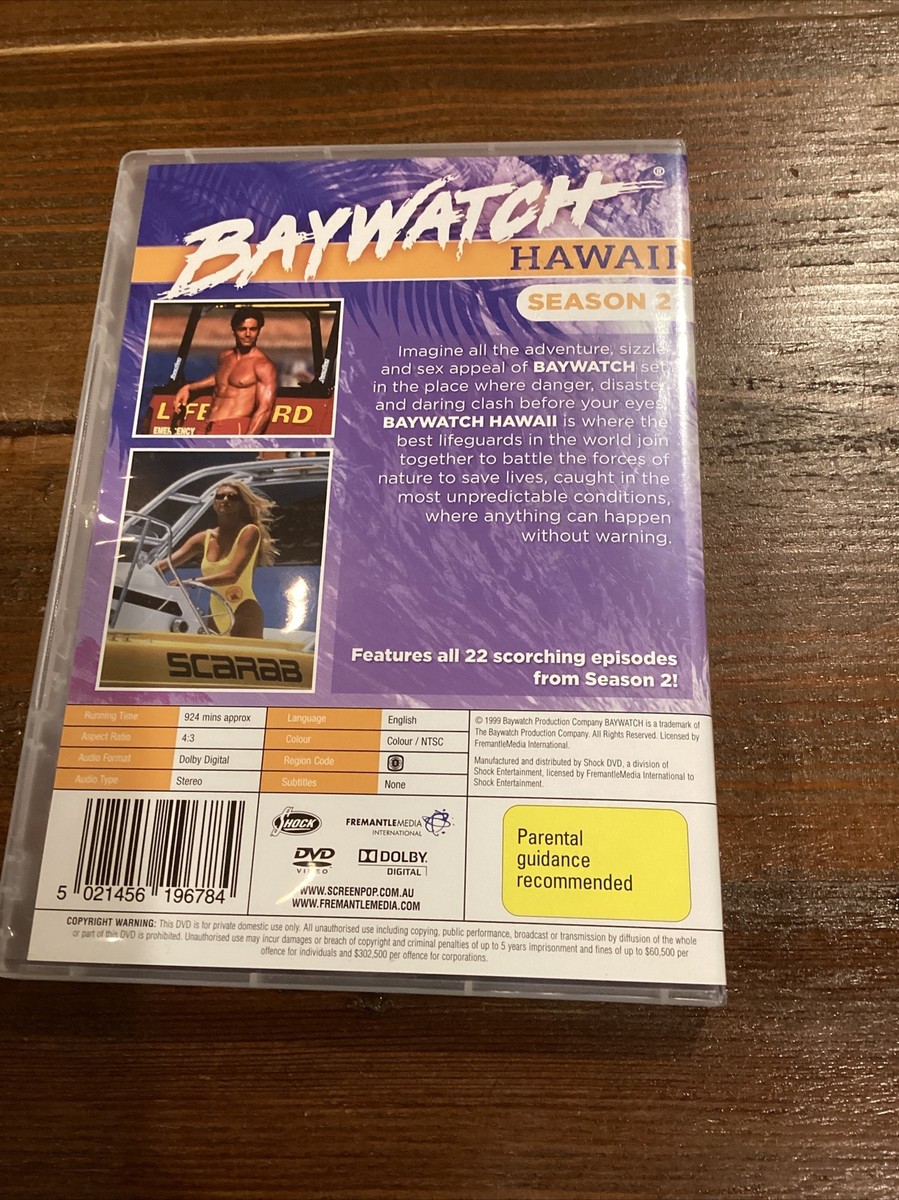 BAYWATCH ®
HAWAII
SEASON 2
Imagine all the adventure, sizzle
and sex appeal of BAYWATCH set
in the place where danger, disaster
and daring clash before your eyes.
BAYWATCH HAWAII is where the
best lifeguards in the world join
together to battle the forces of
nature to save lives, caught in the
most unpredictable conditions,
where anything can happen
without warning.
L FE RD
EMERGENCY
SCARAB
Features all 22 scorching episodes
from Season 2!
Running Time 924 mins approx
Aspect Ratio 4:3
Audio Format Dolby Digital
Audio Type Stereo
Language English
Colour Colour / NTSC
Region Code
Subtitles None
© 1999 Baywatch Production Company BAYWATCH is a trademark of
The Baywatch Production Company. All Rights Reserved. Licensed by
FremantleMedia International.
Manufactured and distributed by Shock DVD, a division of
Shock Entertainment, licensed by FremantleMedia International to
Shock Entertainment.
5 021456 196784
SHOCK
FREMANTLEMEDIA
INTERNATIONAL
DVD
VIDEO
DOLBY
DIGITAL
WWW.SCREENPOP.COM.AU
WWW.FREMANTLEMEDIA.COM
Parental
guidance
recommended
COPYRIGHT WARNING: This DVD is for private domestic use only. All unauthorised use including copying, public performance, broadcast or transmission by diffusion of the whole
or part of this DVD is prohibited. Unauthorised use may incur damages or breach of copyright and criminal penalties of up to 5 years imprisonment and fines of up to $60,500 per
offence for individuals and $302,500 per offence for corporations.